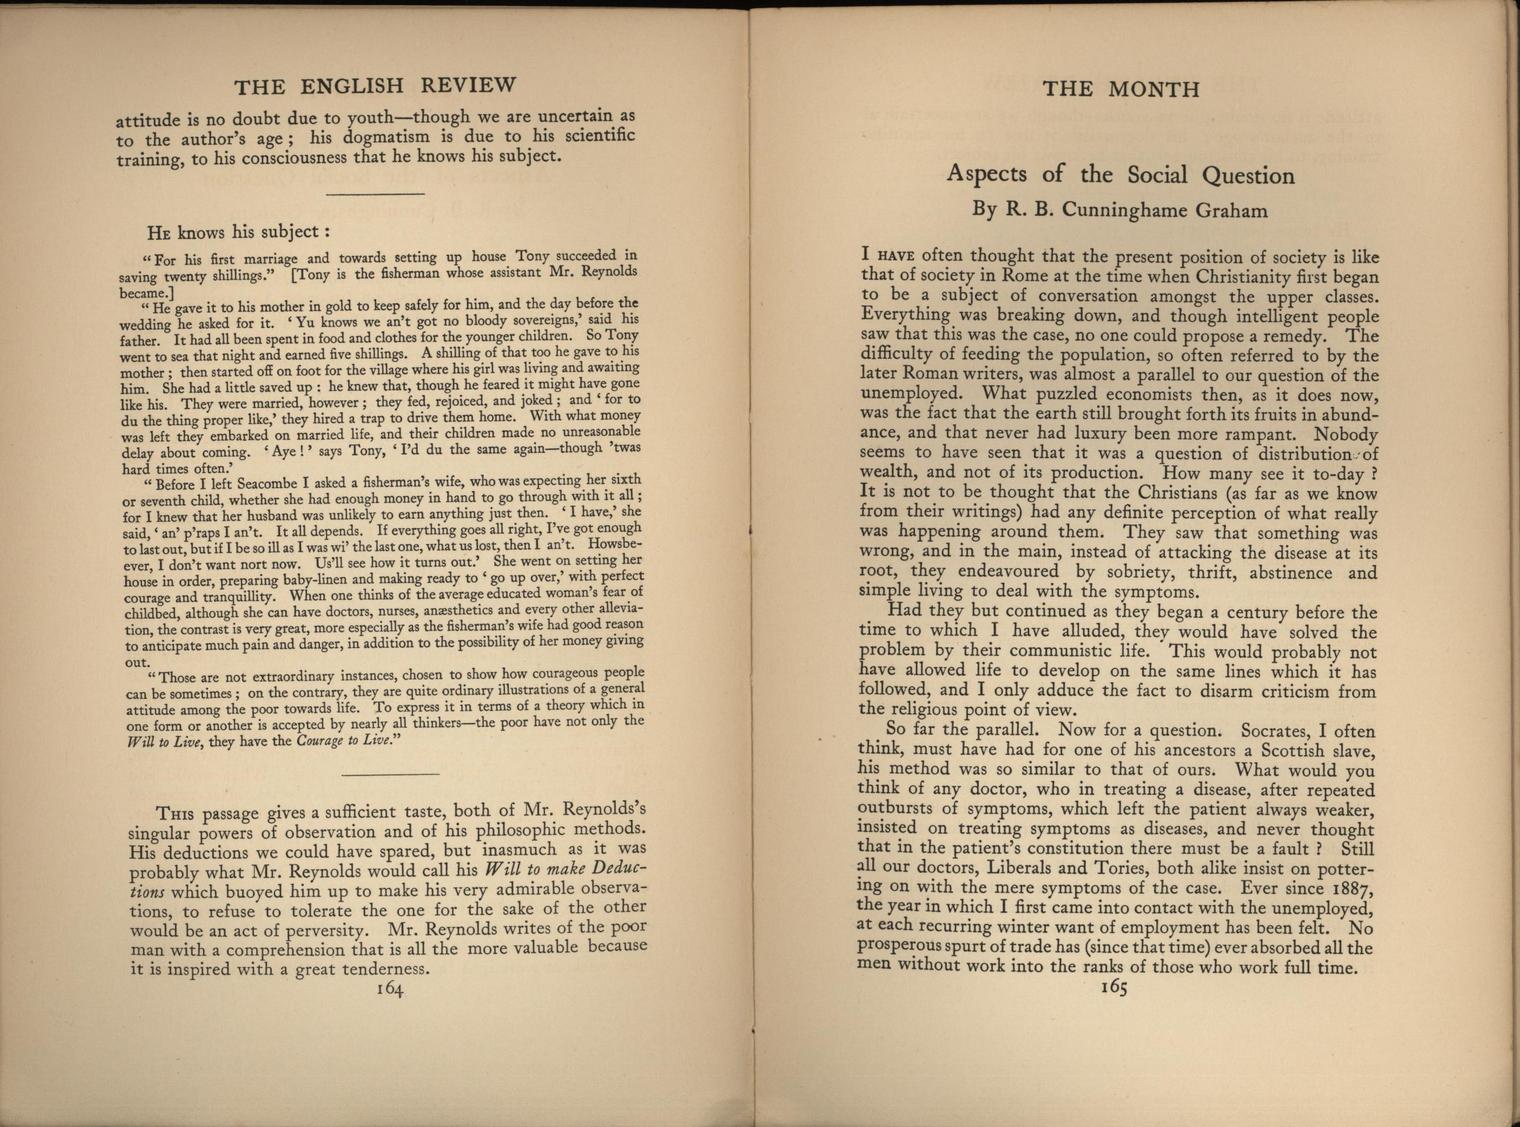 THE ENGLISH REVIEW
attitude is no doubt due to youth—though we are uncertain as
to the author's age ; his dogmatism is due to his scientific
training, to his consciousness that he knows his subject.
HE knows his subject :
“ For his first marriage and towards setting up house Tony succeeded in
saving twenty shillings.” [Tony is the fisherman whose assistant Mr. Reynolds
became.]
“ He gave it to his mother in gold to keep safely for him, and the day before the
wedding he asked for it. ‘ Yu knows we an't got no bloody sovereigns,’ said his
father. It had all been spent in food and clothes for the younger children. So Tony
went to sea that night and earned five shillings. A shilling of that too he gave to his
mother ; then started off on foot for the village where his girl was living and awaiting
him. She had a little saved up : he knew that, though he feared it might have gone
like his. They were married, however ; they fed, rejoiced, and joked ; and ‘ for to
du the thing proper like,’ they hired a trap to drive them home. With what money
was left they embarked on married life, and their children made no unreasonable
delay about coming. ‘ Aye ! ’ says Tony, ‘ I'd du the same again—though 'twas
hard times often.’
“ Before I left Seacombe I asked a fisherman's wife, who was expecting her sixth
or seventh child, whether she had enough money in hand to go through with it all ;
for I knew that her husband was unlikely to earn anything just then. ‘ I have,’ she
said, ‘ an' p'raps I an't. It all depends. If everything goes all right, I've got enough
to last out, but if I be so ill as I was wi' the last one, what us lost, then I an't. Howsbe-
ever, I don't want nort now. Us'll see how it turns out.’ She went on setting her
house in order, preparing baby-linen and making ready to ‘ go up over,’ with perfect
courage and tranquillity. When one thinks of the average educated woman's fear of
childbed, although she can have doctors, nurses, anæsthetics and every other allevia-
tion, the contrast is very great, more especially as the fisherman's wife had good reason
to anticipate much pain and danger, in addition to the possibility of her money giving
out.
“ Those are not extraordinary instances, chosen to show how courageous people
can be sometimes ; on the contrary, they are quite ordinary illustrations of a general
attitude among the poor towards life. To express it in terms of a theory which in
one form or another is accepted by nearly all thinkers—the poor have not only the
Will to Live, they have the Courage to Live.”
THIS passage gives a sufficient taste, both of Mr. Reynolds's
singular powers of observation and of his philosophic methods.
His deductions we could have spared, but inasmuch as it was
probably what Mr. Reynolds would call his Will to make Deduc-
tions which buoyed him up to make his very admirable observa-
tions, to refuse to tolerate the one for the sake of the other
would be an act of perversity. Mr. Reynolds writes of the poor
man with a comprehension that is all the more valuable because
it is inspired with a great tenderness.
164
THE MONTH
Aspects of the Social Question
By R. B. Cunninghame Graham
I HAVE often thought that the present position of society is like
that of society in Rome at the time when Christianity first began
to be a subject of conversation amongst the upper classes.
Everything was breaking down, and though intelligent people
saw that this was the case, no one could propose a remedy. The
difficulty of feeding the population, so often referred to by the
later Roman writers, was almost a parallel to our question of the
unemployed. What puzzled economists then, as it does now,
was the fact that the earth still brought forth its fruits in abund-
ance, and that never had luxury been more rampant. Nobody
seems to have seen that it was a question of distribution of
wealth, and not of its production. How many see it to-day ?
It is not to be thought that the Christians (as far as we know
from their writings) had any definite perception of what really
was happening around them. They saw that something was
wrong, and in the main, instead of attacking the disease at its
root, they endeavoured by sobriety, thrift, abstinence and
simple living to deal with the symptoms.
Had they but continued as they began a century before the
time to which I have alluded, they would have solved the
problem by their communistic life. This would probably not
have allowed life to develop on the same lines which it has
followed, and I only adduce the fact to disarm criticism from
the religious point of view.
So far the parallel. Now for a question. Socrates, I often
think, must have had for one of his ancestors a Scottish slave,
his method was so similar to that of ours. What would you
think of any doctor, who in treating a disease, after repeated
outbursts of symptoms, which left the patient always weaker,
insisted on treating symptoms as diseases, and never thought
that in the patient's constitution there must be a fault ? Still
all our doctors, Liberals and Tories, both alike insist on potter-
ing on with the mere symptoms of the case. Ever since 1887,
the year in which I first came into contact with the unemployed,
at each recurring winter want of employment has been felt. No
prosperous spurt of trade has (since that time) ever absorbed all the
men without work into the ranks of those who work full time.
165